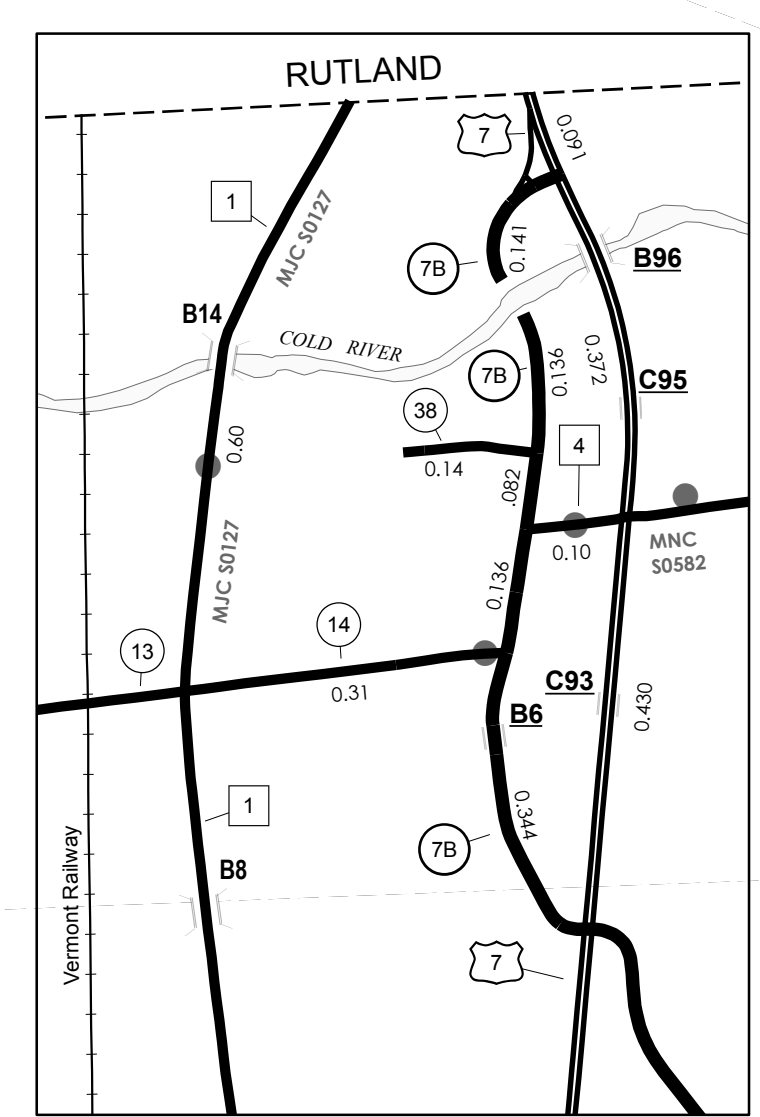 RUTLAND
7
0.091
1
MJC S0127
0.141
7B
B96
B14
COLD RIVER
0.372
7B
0.136
C95
38
4
0.60
0.14
.082
MJC S0127
0.10
MNC
S0582
0.136
14
13
0.31
C93
0.430
B6
1
0.344
7B
B8
Vermont Railway
7